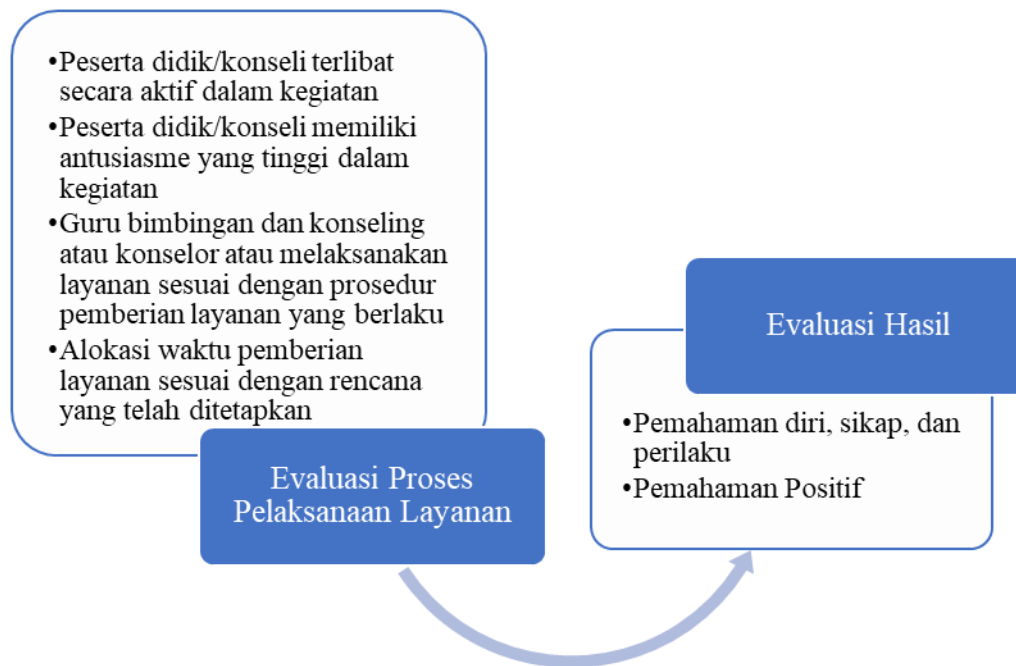 •Peserta didik/konseli terlibat
secara aktif dalam kegiatan
•Peserta didik/konseli memiliki
antusiasme yang tinggi dalam
kegiatan
•Guru bimbingan dan konseling
atau konselor atau melaksanakan
layanan sesuai dengan prosedur
pemberian layanan yang berlaku
•Alokasi waktu pemberian
layanan sesuai dengan rencana
yang telah ditetapkan
Evaluasi Proses
Pelaksanaan Layanan
Evaluasi Hasil
•Pemahaman diri, sikap, dan
perilaku
•Pemahaman Positif